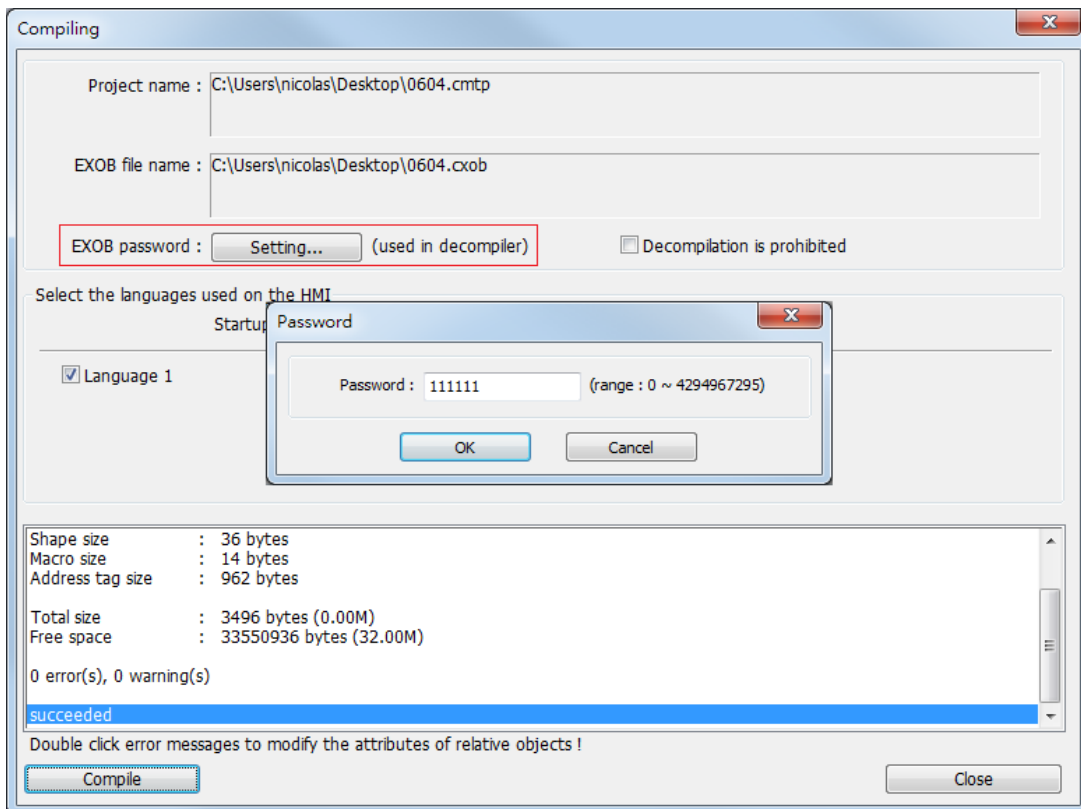 Compiling
Project name : C:\Users\nicolas\Desktop\0604.cmtp
EXOB file name : C:\Users\nicolas\Desktop\0604.cxob
EXOB password : Setting... (used in decompiler) Decompilation is prohibited
Select the languages used on the HMI
Startup
Password
Language 1
Password : 111111 (range : 0 ~ 4294967295)
OK Cancel
Shape size : 36 bytes
Macro size : 14 bytes
Address tag size : 962 bytes
Total size : 3496 bytes (0.00M)
Free space : 33550936 bytes (32.00M)
0 error(s), 0 warning(s)
succeeded
Double click error messages to modify the attributes of relative objects !
Compile Close